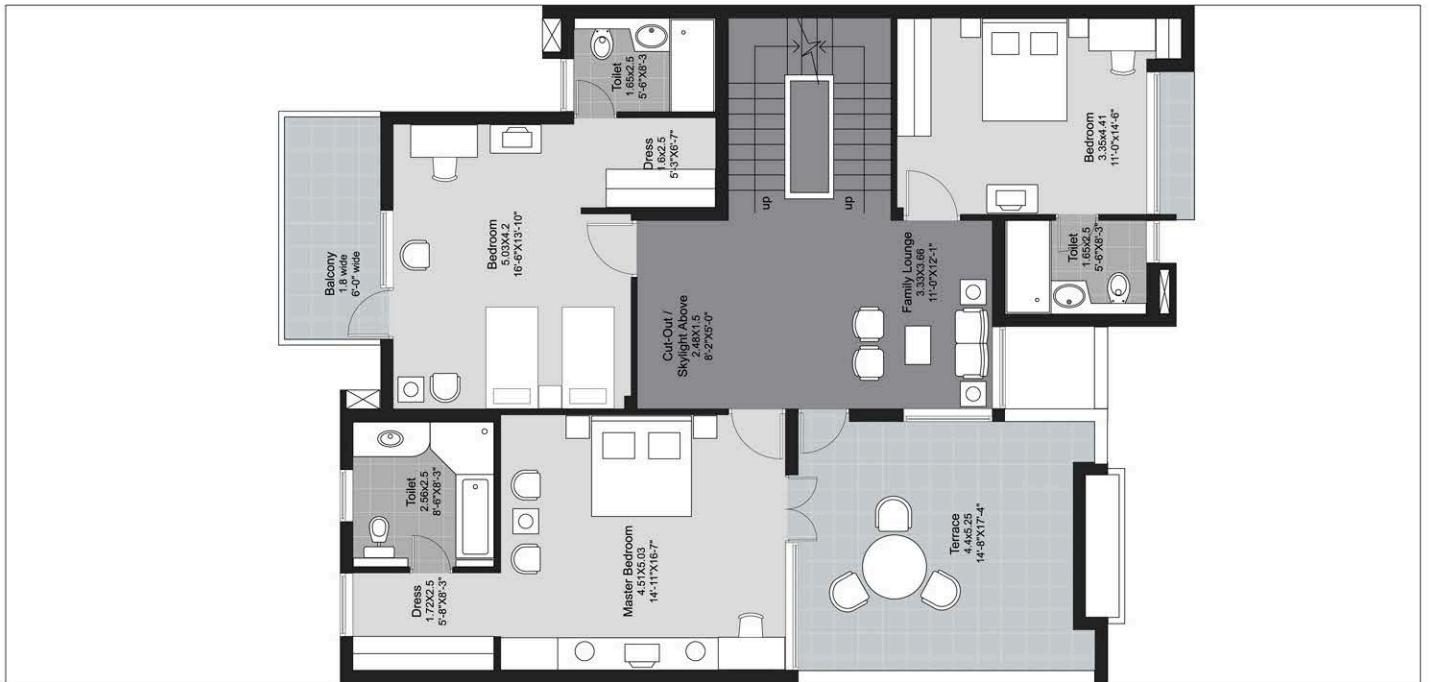 Toilet
1.65x2.5
5'-6"X8'-3
Dress
1.6x2.5
5'-3"X6'-7"
up
up
Bedroom
3.35x4.41
11'-0"x14'-6"
Balcony
1.8 wide
6'-0" wide
Bedroom
5.03X4.2
16'-6"X13'-10"
Toilet
1.65x2.5
5'-6"X8'-3"
Family Lounge
3.33X3.66
11'-0"X12'-1"
Cut-Out /
Skylight Above
2.48X1.5
8'-2"X5'-0"
Toilet
2.56x2.5
8'-6"X8'-3"
Dress
1.72X2.5
5'-8"X8'-3"
Master Bedroom
4.51X5.03
14'-11"X16-7"
Terrace
4.4x5.25
14'-8"X17'-4"